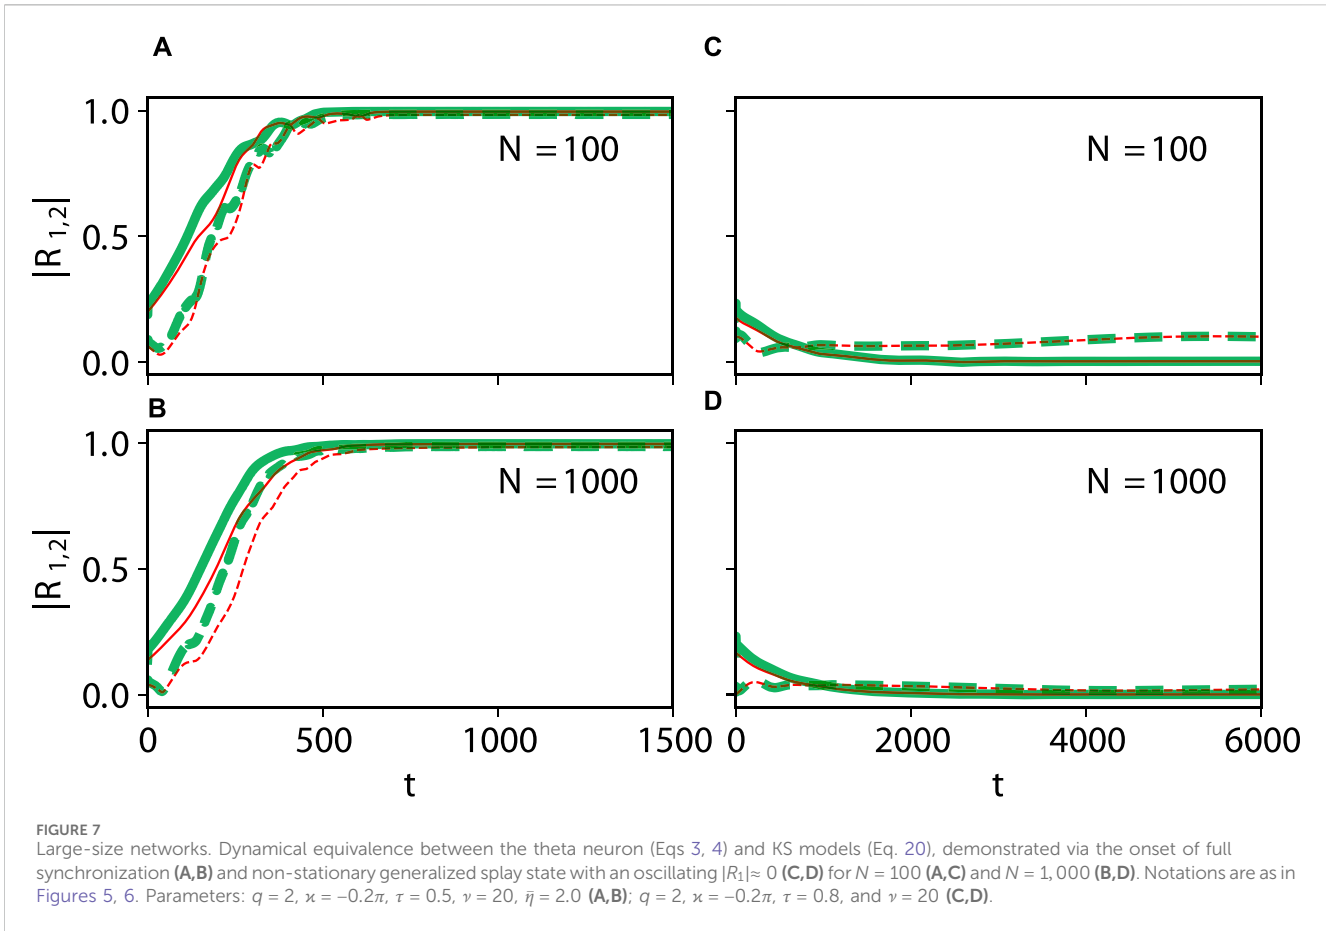 A
C
1.0
0.5
0.0
|R 1,2|
N = 100
N = 100
B
D
1.0
0.5
0.0
|R 1,2|
N = 1000
N = 1000
0 500 1000 1500
0 2000 4000 6000
t
t
FIGURE 7
Large-size networks. Dynamical equivalence between the theta neuron (Eqs 3, 4) and KS models (Eq. 20), demonstrated via the onset of full
synchronization (A,B) and non-stationary generalized splay state with an oscillating |R₁|≈ 0 (C,D) for N = 100 (A,C) and N = 1,000 (B,D). Notations are as in
Figures 5, 6. Parameters: q = 2, ϰ = −0.2π, τ = 0.5, ν = 20, η̄ = 2.0 (A,B); q = 2, ϰ = −0.2π, τ = 0.8, and ν = 20 (C,D).